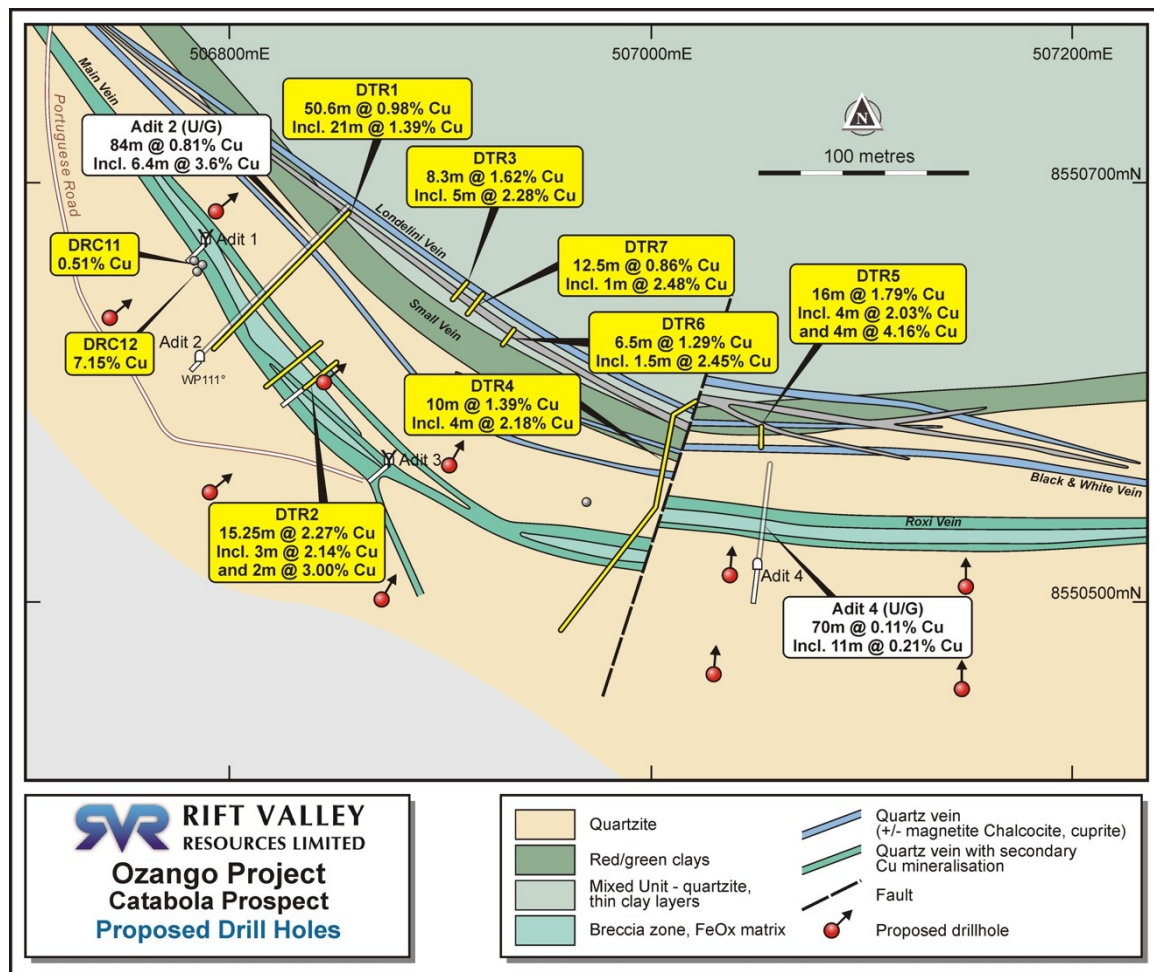 506800mE
507000mE
507200mE
Main Vein
Portuguese Road
DTR1
50.6m @ 0.98% Cu
Incl. 21m @ 1.39% Cu
Adit 2 (U/G)
84m @ 0.81% Cu
Incl. 6.4m @ 3.6% Cu
N
100 metres
8550700mN
DTR3
8.3m @ 1.62% Cu
Incl. 5m @ 2.28% Cu
Londelini Vein
Adit 1
DRC11
0.51% Cu
DTR7
12.5m @ 0.86% Cu
Incl. 1m @ 2.48% Cu
DTR5
16m @ 1.79% Cu
Incl. 4m @ 2.03% Cu
and 4m @ 4.16% Cu
Small Vein
DTR6
6.5m @ 1.29% Cu
Incl. 1.5m @ 2.45% Cu
Adit 2
DRC12
7.15% Cu
WP111°
DTR4
10m @ 1.39% Cu
Incl. 4m @ 2.18% Cu
Adit 3
Black & White Vein
DTR2
15.25m @ 2.27% Cu
Incl. 3m @ 2.14% Cu
and 2m @ 3.00% Cu
Roxi Vein
Adit 4
8550500mN
Adit 4 (U/G)
70m @ 0.11% Cu
Incl. 11m @ 0.21% Cu
RVR
RIFT VALLEY
RESOURCES LIMITED
Ozango Project
Catabola Prospect
Proposed Drill Holes
Quartzite
Red/green clays
Mixed Unit - quartzite,
thin clay layers
Breccia zone, FeOx matrix
Quartz vein
(+/- magnetite Chalcocite, cuprite)
Quartz vein with secondary
Cu mineralisation
Fault
Proposed drillhole